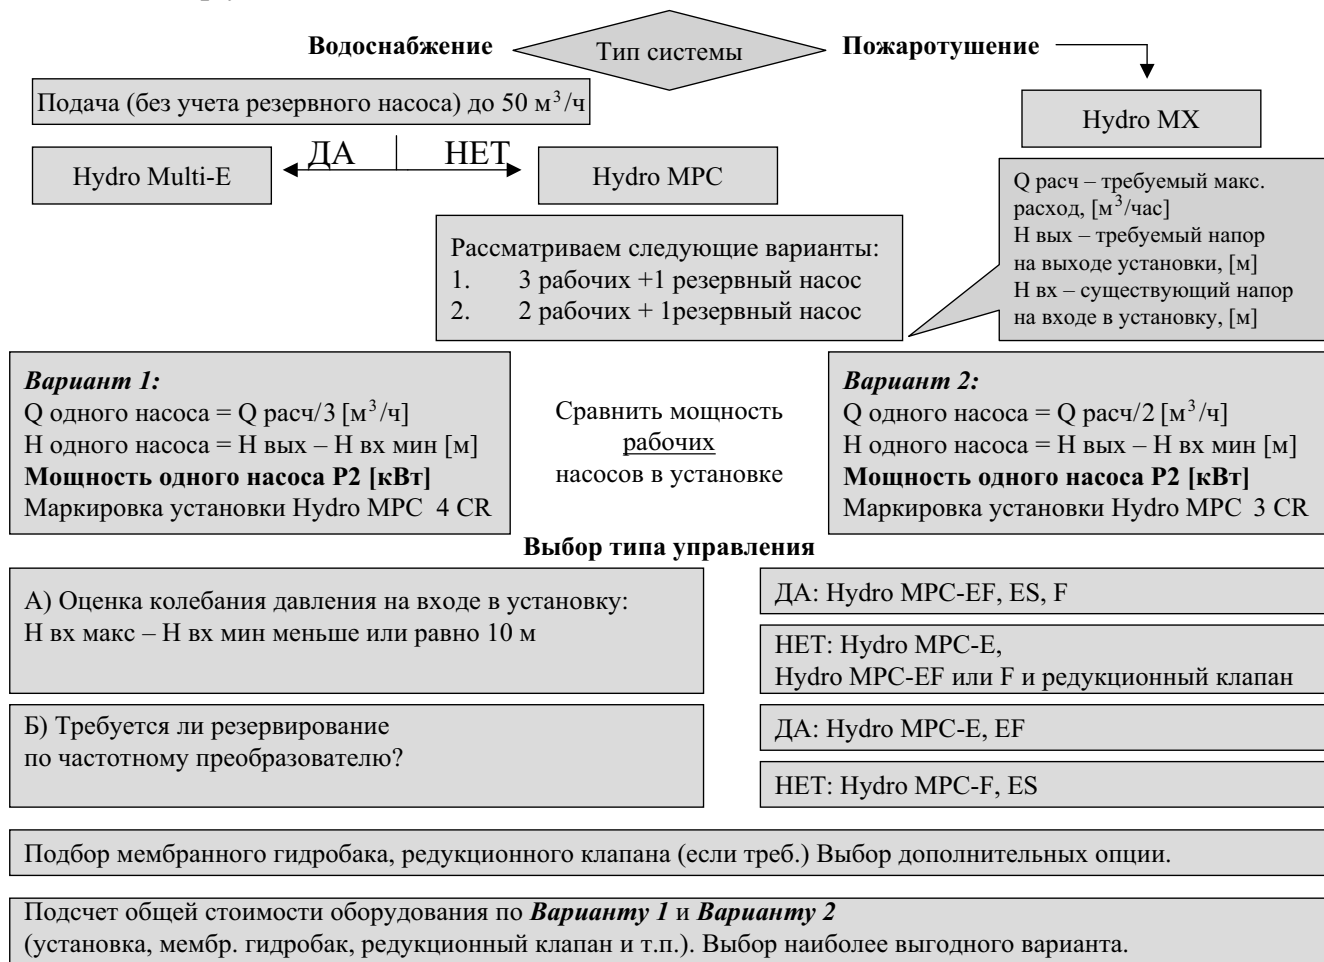 Водоснабжение
Тип системы
Пожаротушение
Подача (без учета резервного насоса) до 50 м³/ч
Hydro MX
ДА
НЕТ
Hydro Multi-E
Hydro MPC
Q расч – требуемый макс.
расход, [м³/час]
Н вых – требуемый напор
на выходе установки, [м]
Н вх – существующий напор
на входе в установку, [м]
Рассматриваем следующие варианты:
1. 3 рабочих +1 резервный насос
2. 2 рабочих + 1резервный насос
Вариант 1:
Q одного насоса = Q расч/3 [м³/ч]
Н одного насоса = Н вых – Н вх мин [м]
Мощность одного насоса P2 [кВт]
Маркировка установки Hydro MPC 4 CR
Сравнить мощность
рабочих
насосов в установке
Вариант 2:
Q одного насоса = Q расч/2 [м³/ч]
Н одного насоса = Н вых – Н вх мин [м]
Мощность одного насоса P2 [кВт]
Маркировка установки Hydro MPC 3 CR
Выбор типа управления
А) Оценка колебания давления на входе в установку:
Н вх макс – Н вх мин меньше или равно 10 м
ДА: Hydro MPC-EF, ES, F
НЕТ: Hydro MPC-E,
Hydro MPC-EF или F и редукционный клапан
Б) Требуется ли резервирование
по частотному преобразователю?
ДА: Hydro MPC-E, EF
НЕТ: Hydro MPC-F, ES
Подбор мембранного гидробака, редукционного клапана (если треб.) Выбор дополнительных опции.
Подсчет общей стоимости оборудования по Варианту 1 и Варианту 2
(установка, мембр. гидробак, редукционный клапан и т.п.). Выбор наиболее выгодного варианта.